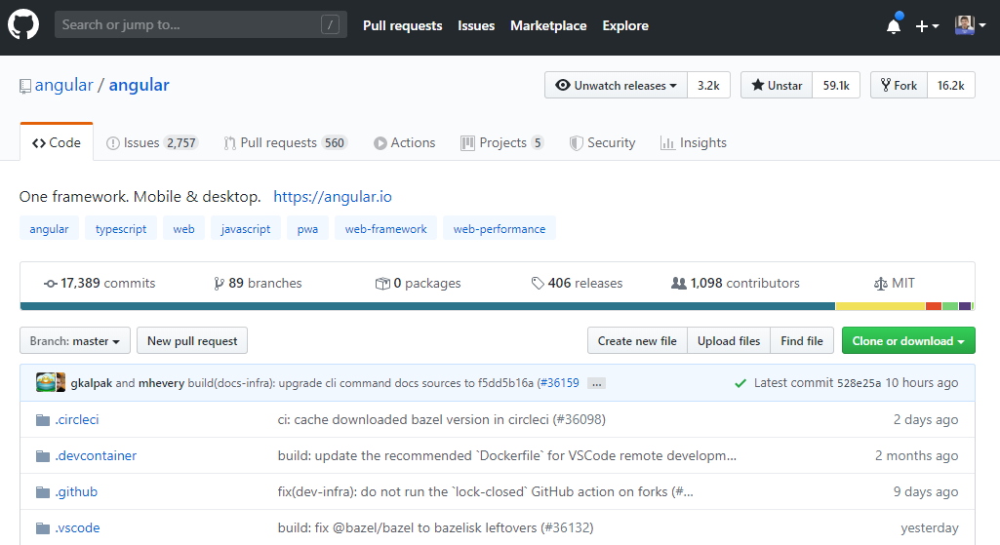 Search or jump to... / Pull requests Issues Marketplace Explore
angular / angular Unwatch releases 3.2k Unstar 59.1k Fork 16.2k
Code Issues 2,757 Pull requests 560 Actions Projects 5 Security Insights
One framework. Mobile & desktop. https://angular.io
angular typescript web javascript pwa web-framework web-performance
17,389 commits 89 branches 0 packages 406 releases 1,098 contributors MIT
Branch: master New pull request Create new file Upload files Find file Clone or download
gkalpak and mhevery build(docs-infra): upgrade cli command docs sources to f5dd5b16a (#36159 ... Latest commit 528e25a 10 hours ago
.circleci ci: cache downloaded bazel version in circleci (#36098) 2 days ago
.devcontainer build: update the recommended `Dockerfile` for VSCode remote developm... 2 months ago
.github fix(dev-infra): do not run the `lock-closed` GitHub action on forks (#... 9 days ago
.vscode build: fix @bazel/bazel to bazelisk leftovers (#36132) yesterday